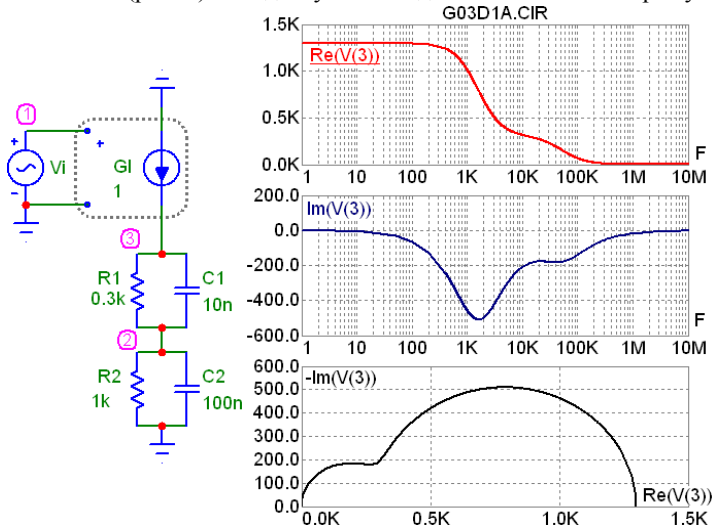 G03D1A.CIR
1.5K
Re(V(3))
1.0K
0.5K
0.0K
F
1 10 100 1K 10K 100K 1M 10M
200.0
Im(V(3))
0.0
-200.0
-400.0
-600.0
F
1 10 100 1K 10K 100K 1M 10M
600.0
-Im(V(3))
500.0
400.0
300.0
200.0
100.0
0.0
Re(V(3))
0.0K 0.5K 1.0K 1.5K
1
+
-
Vi
+
GI
1
3
R1
0.3k
C1
10n
2
R2
1k
C2
100n